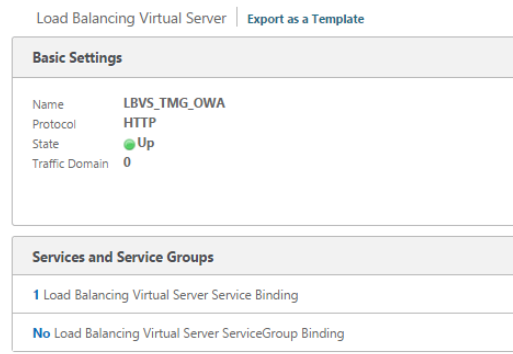 Load Balancing Virtual Server Export as a Template
Basic Settings
Name LBVS_TMG_OWA
Protocol HTTP
State Up
Traffic Domain 0
Services and Service Groups
1 Load Balancing Virtual Server Service Binding
No Load Balancing Virtual Server ServiceGroup Binding